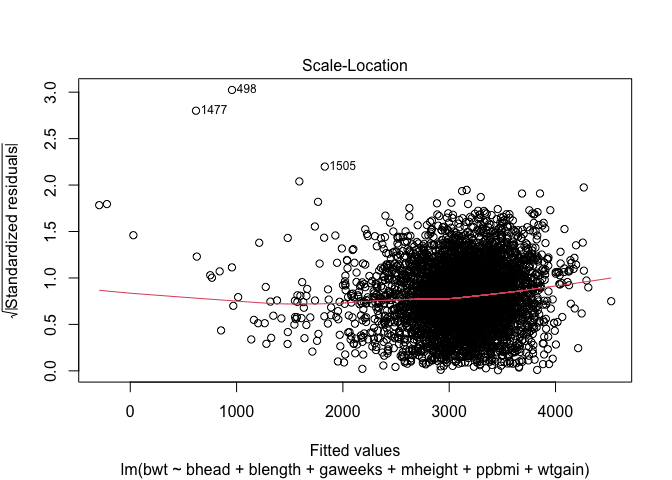 Scale-Location
√|Standardized residuals|
3.0
2.5
2.0
1.5
1.0
0.5
0.0
498
1477
1505
0 1000 2000 3000 4000
Fitted values
lm(bwt ~ bhead + blength + gaweeks + mheight + ppbmi + wtgain)